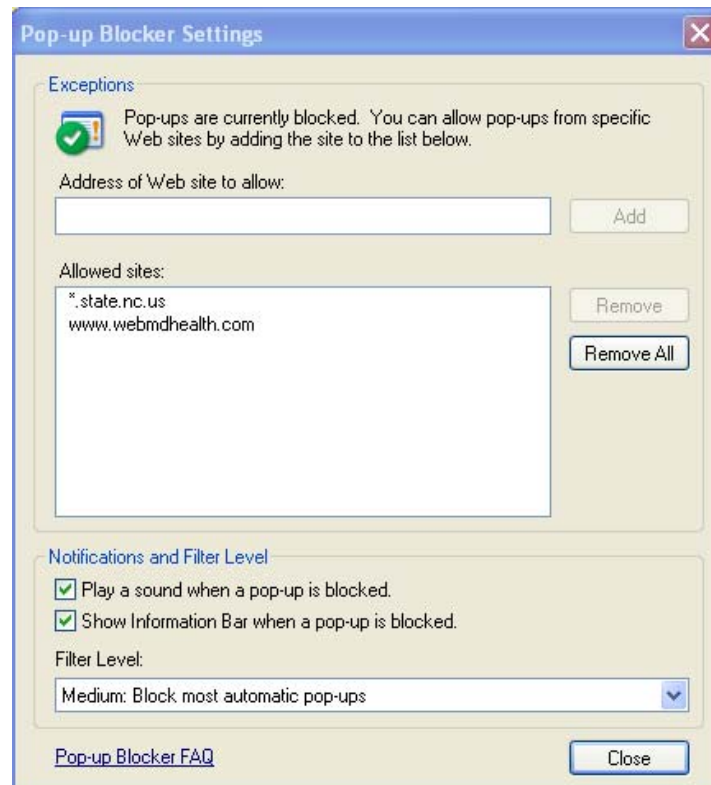 Pop-up Blocker Settings
Exceptions
Pop-ups are currently blocked. You can allow pop-ups from specific
Web sites by adding the site to the list below.
Address of Web site to allow:
Add
Allowed sites:
*.state.nc.us
www.webmdhealth.com
Remove
Remove All
Notifications and Filter Level
Play a sound when a pop-up is blocked.
Show Information Bar when a pop-up is blocked.
Filter Level:
Medium: Block most automatic pop-ups
Pop-up Blocker FAQ
Close